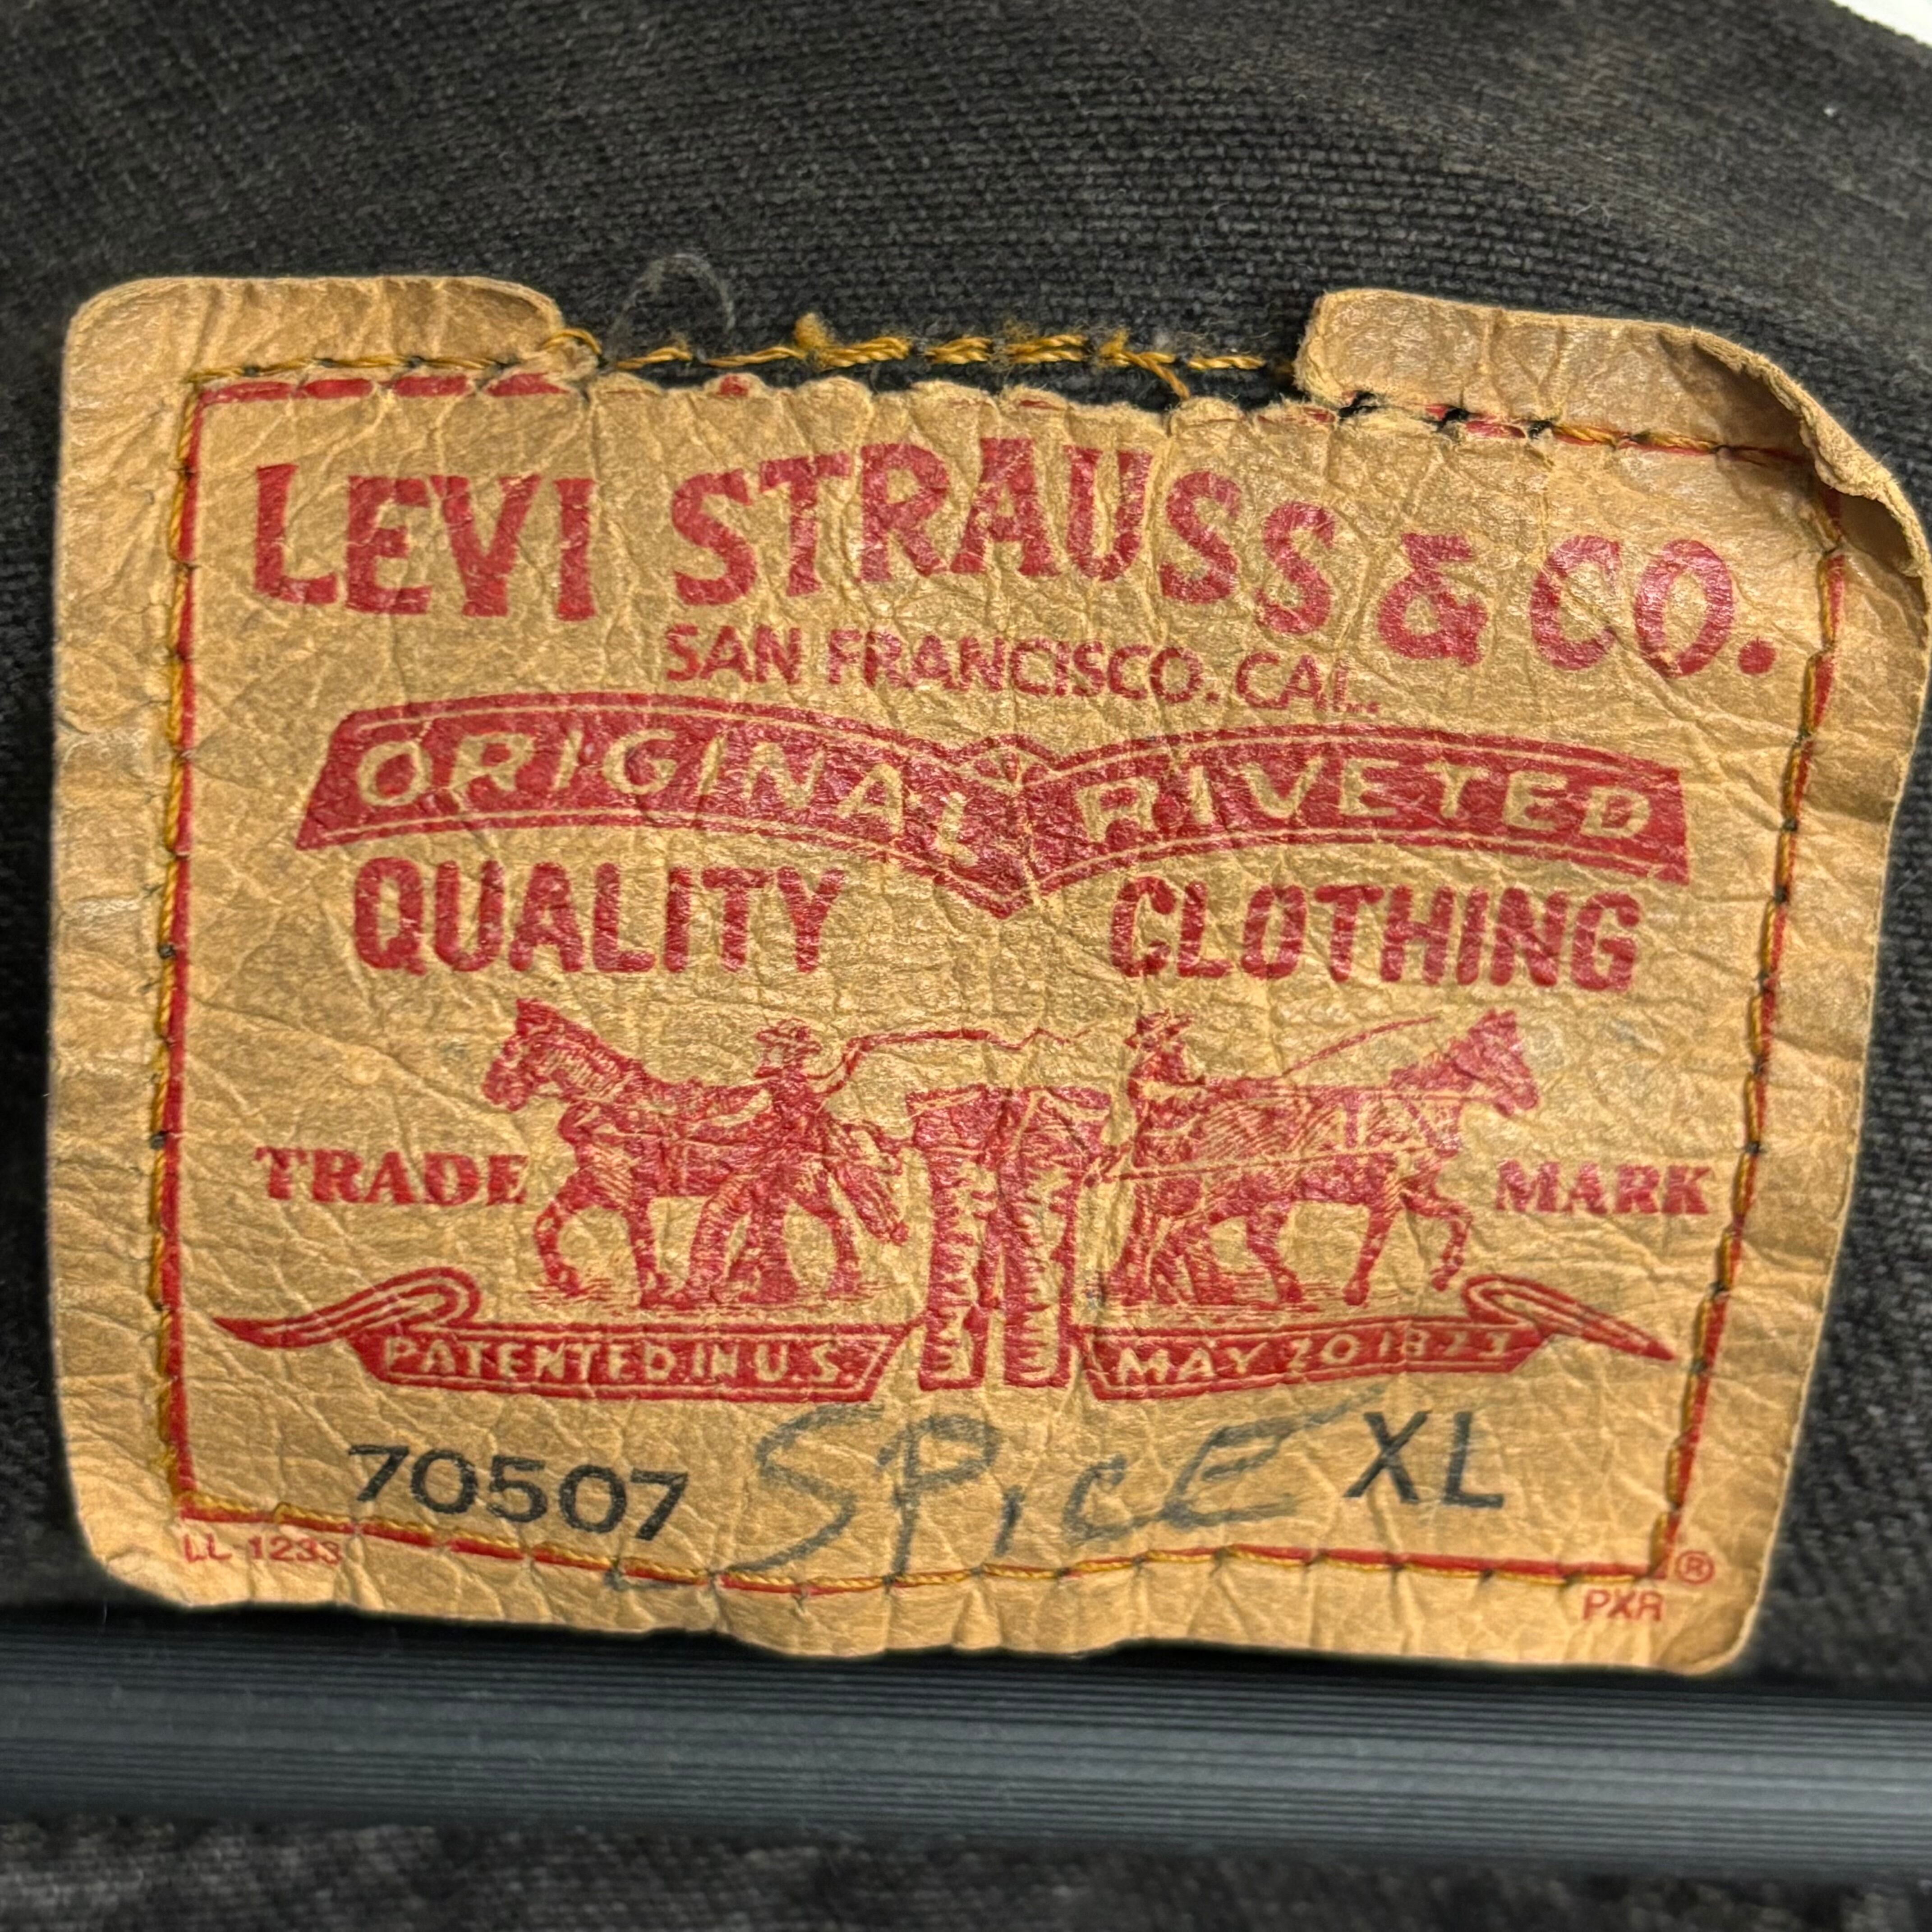 LEVI STRAUSS & CO.
SAN FRANCISCO. CAL.
ORIGINAL RIVETED
QUALITY CLOTHING
TRADE MARK
PATENTED IN U.S. MAY 20 1873
70507 SPicE XL
LL-1233
®
PXR